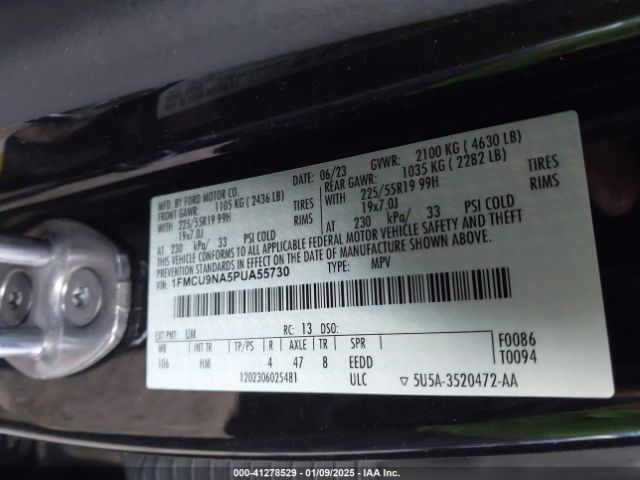 MFD. BY FORD MOTOR CO.
DATE: 06/23
GVWR: 2100 KG ( 4630 LB)
FRONT GAWR: 1105 KG ( 2436 LB)
REAR GAWR: 1035 KG ( 2282 LB)
WITH 225/55R19 99H TIRES
WITH 225/55R19 99H TIRES
19x7.0J RIMS
19x7.0J RIMS
AT 230 kPa/ 33 PSI COLD
AT 230 kPa/ 33 PSI COLD
THIS VEHICLE CONFORMS TO ALL APPLICABLE FEDERAL MOTOR VEHICLE SAFETY AND THEFT
PREVENTION STANDARDS IN EFFECT ON THE DATE OF MANUFACTURE SHOWN ABOVE.
VIN: 1FMCU9NA5PUA55730
TYPE: MPV
EXT PNT: UM RC: 13 DSO:
WB TP/PS R AXLE TR SPR
106 HM 4 47 8 EEDD
F0086
T0094
1202306025481 ULC ▽ 5U5A-3520472-AA
000-41278529 - 01/09/2025 - IAA Inc.